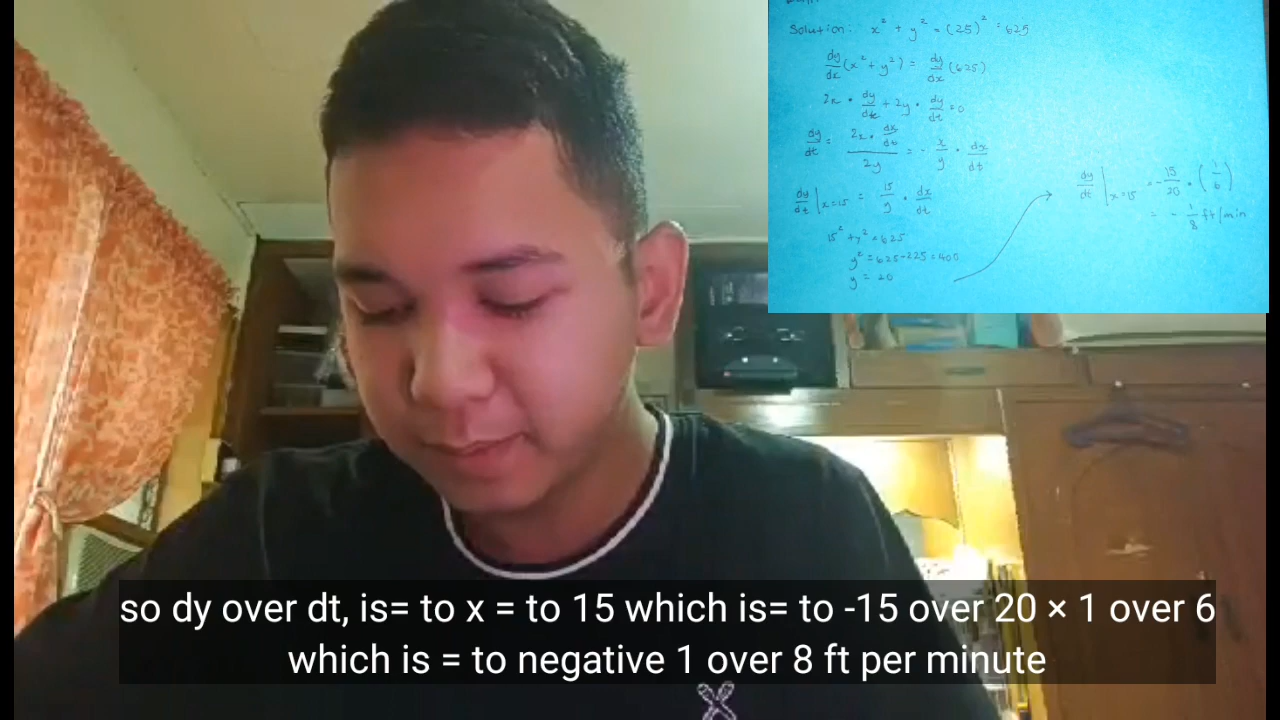 Solution: x² + y² = (25)² = 625
dy/dx (x² + y²) = dy/dx (625)
2x • dy/dt + 2y • dy/dt = 0
dy/dt = 2x • dx/dt / 2y = - x/y • dx/dt
dy/dt | x=15 = 15/y • dx/dt
15² + y² = 625
y² = 625-225 = 400
y = 20
dy/dt | x=15 = - 15/20 • (1/6)
= - 1/8 ft/min
so dy over dt, is= to x = to 15 which is= to -15 over 20 × 1 over 6
which is = to negative 1 over 8 ft per minute